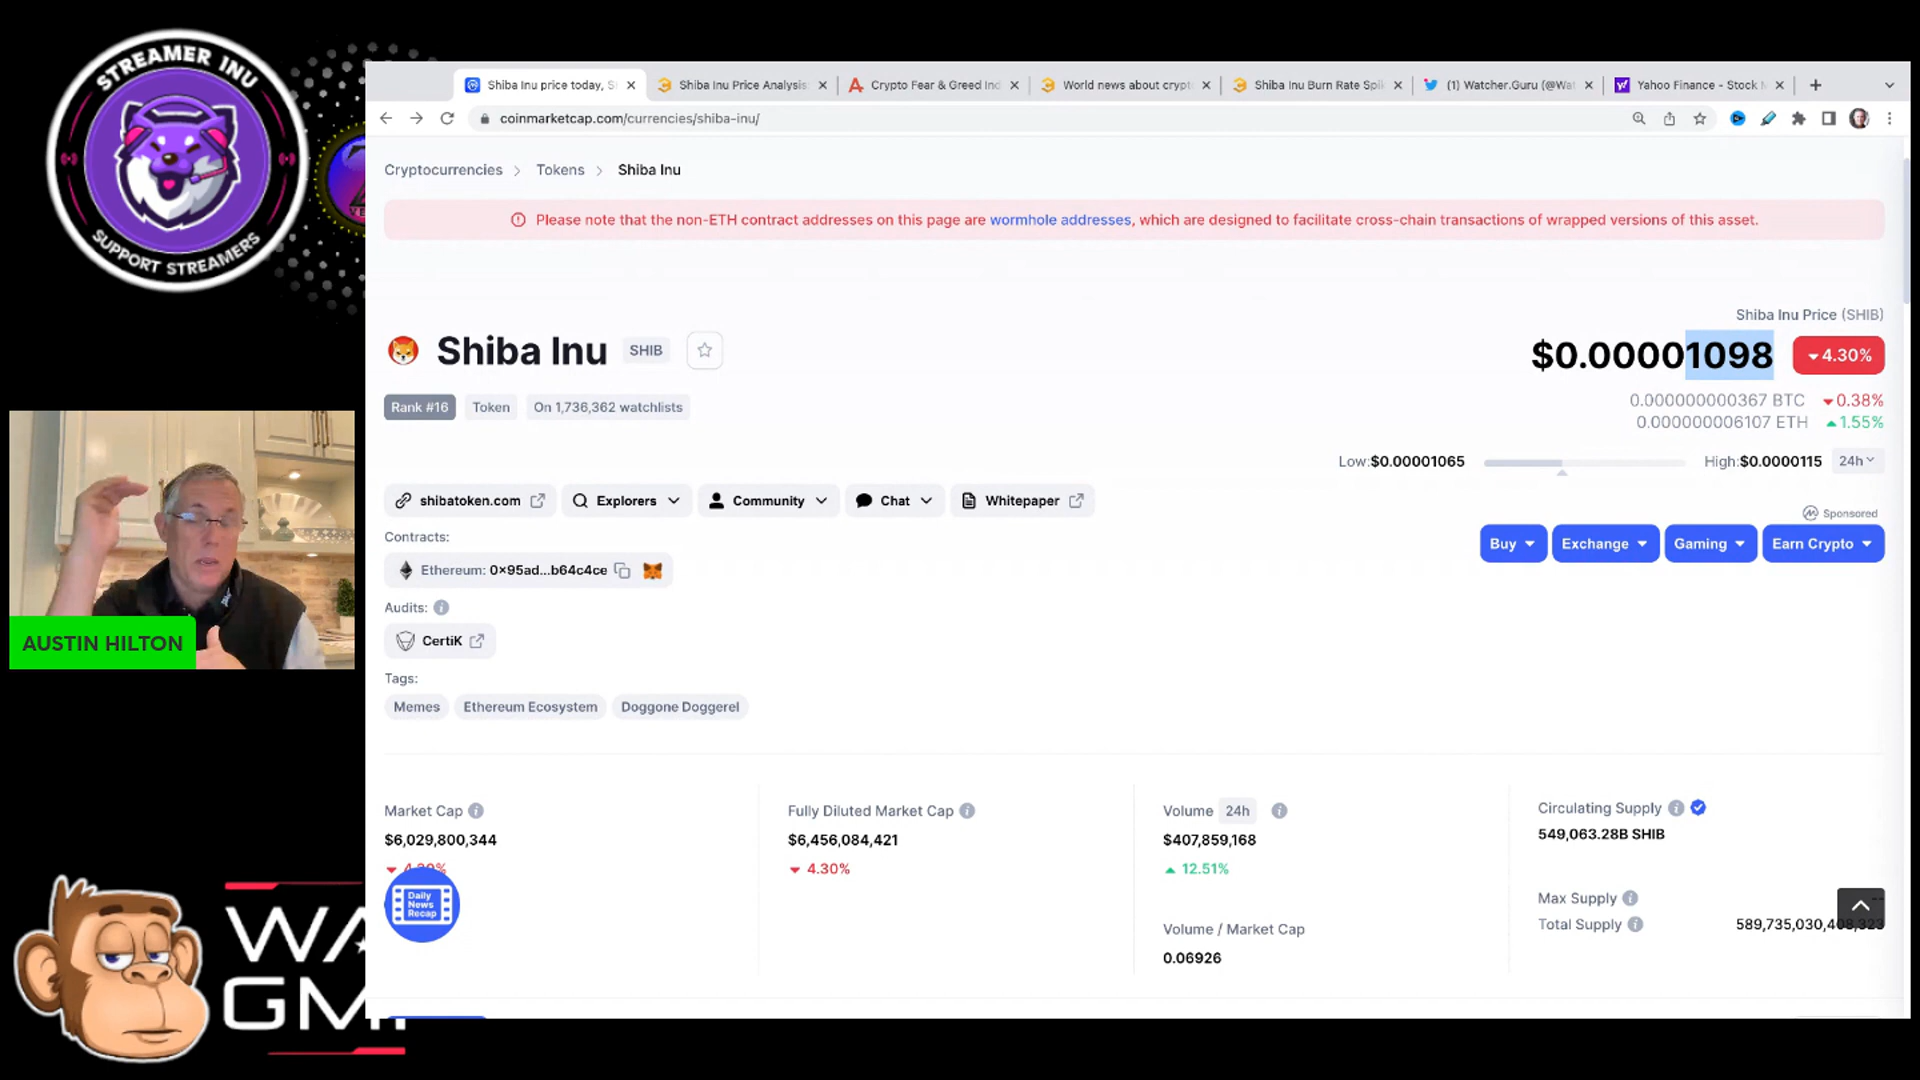 STREAMER INU
SUPPORT STREAMERS
Shiba Inu price today, S
Shiba Inu Price Analysis:
Crypto Fear & Greed Ind
World news about crypt
Shiba Inu Burn Rate Spik
(1) Watcher.Guru (@Wat
Yahoo Finance - Stock M
coinmarketcap.com/currencies/shiba-inu/
Cryptocurrencies > Tokens > Shiba Inu
Please note that the non-ETH contract addresses on this page are wormhole addresses, which are designed to facilitate cross-chain transactions of wrapped versions of this asset.
Shiba Inu Price (SHIB)
Shiba Inu SHIB
$0.00001098 4.30%
Rank #16 Token On 1,736,362 watchlists
0.000000000367 BTC 0.38%
0.000000006107 ETH 1.55%
Low:$0.00001065 High:$0.0000115 24h
shibatoken.com Explorers Community Chat Whitepaper
Sponsored
Buy Exchange Gaming Earn Crypto
Contracts:
Ethereum: 0x95ad...b64c4ce
Audits:
CertiK
Tags:
Memes Ethereum Ecosystem Doggone Doggerel
AUSTIN HILTON
Market Cap
$6,029,800,344
Fully Diluted Market Cap
$6,456,084,421
4.30%
Volume 24h
$407,859,168
12.51%
Volume / Market Cap
0.06926
Circulating Supply
549,063.28B SHIB
Max Supply --
Total Supply 589,735,030,408,323
Daily
News
Recap